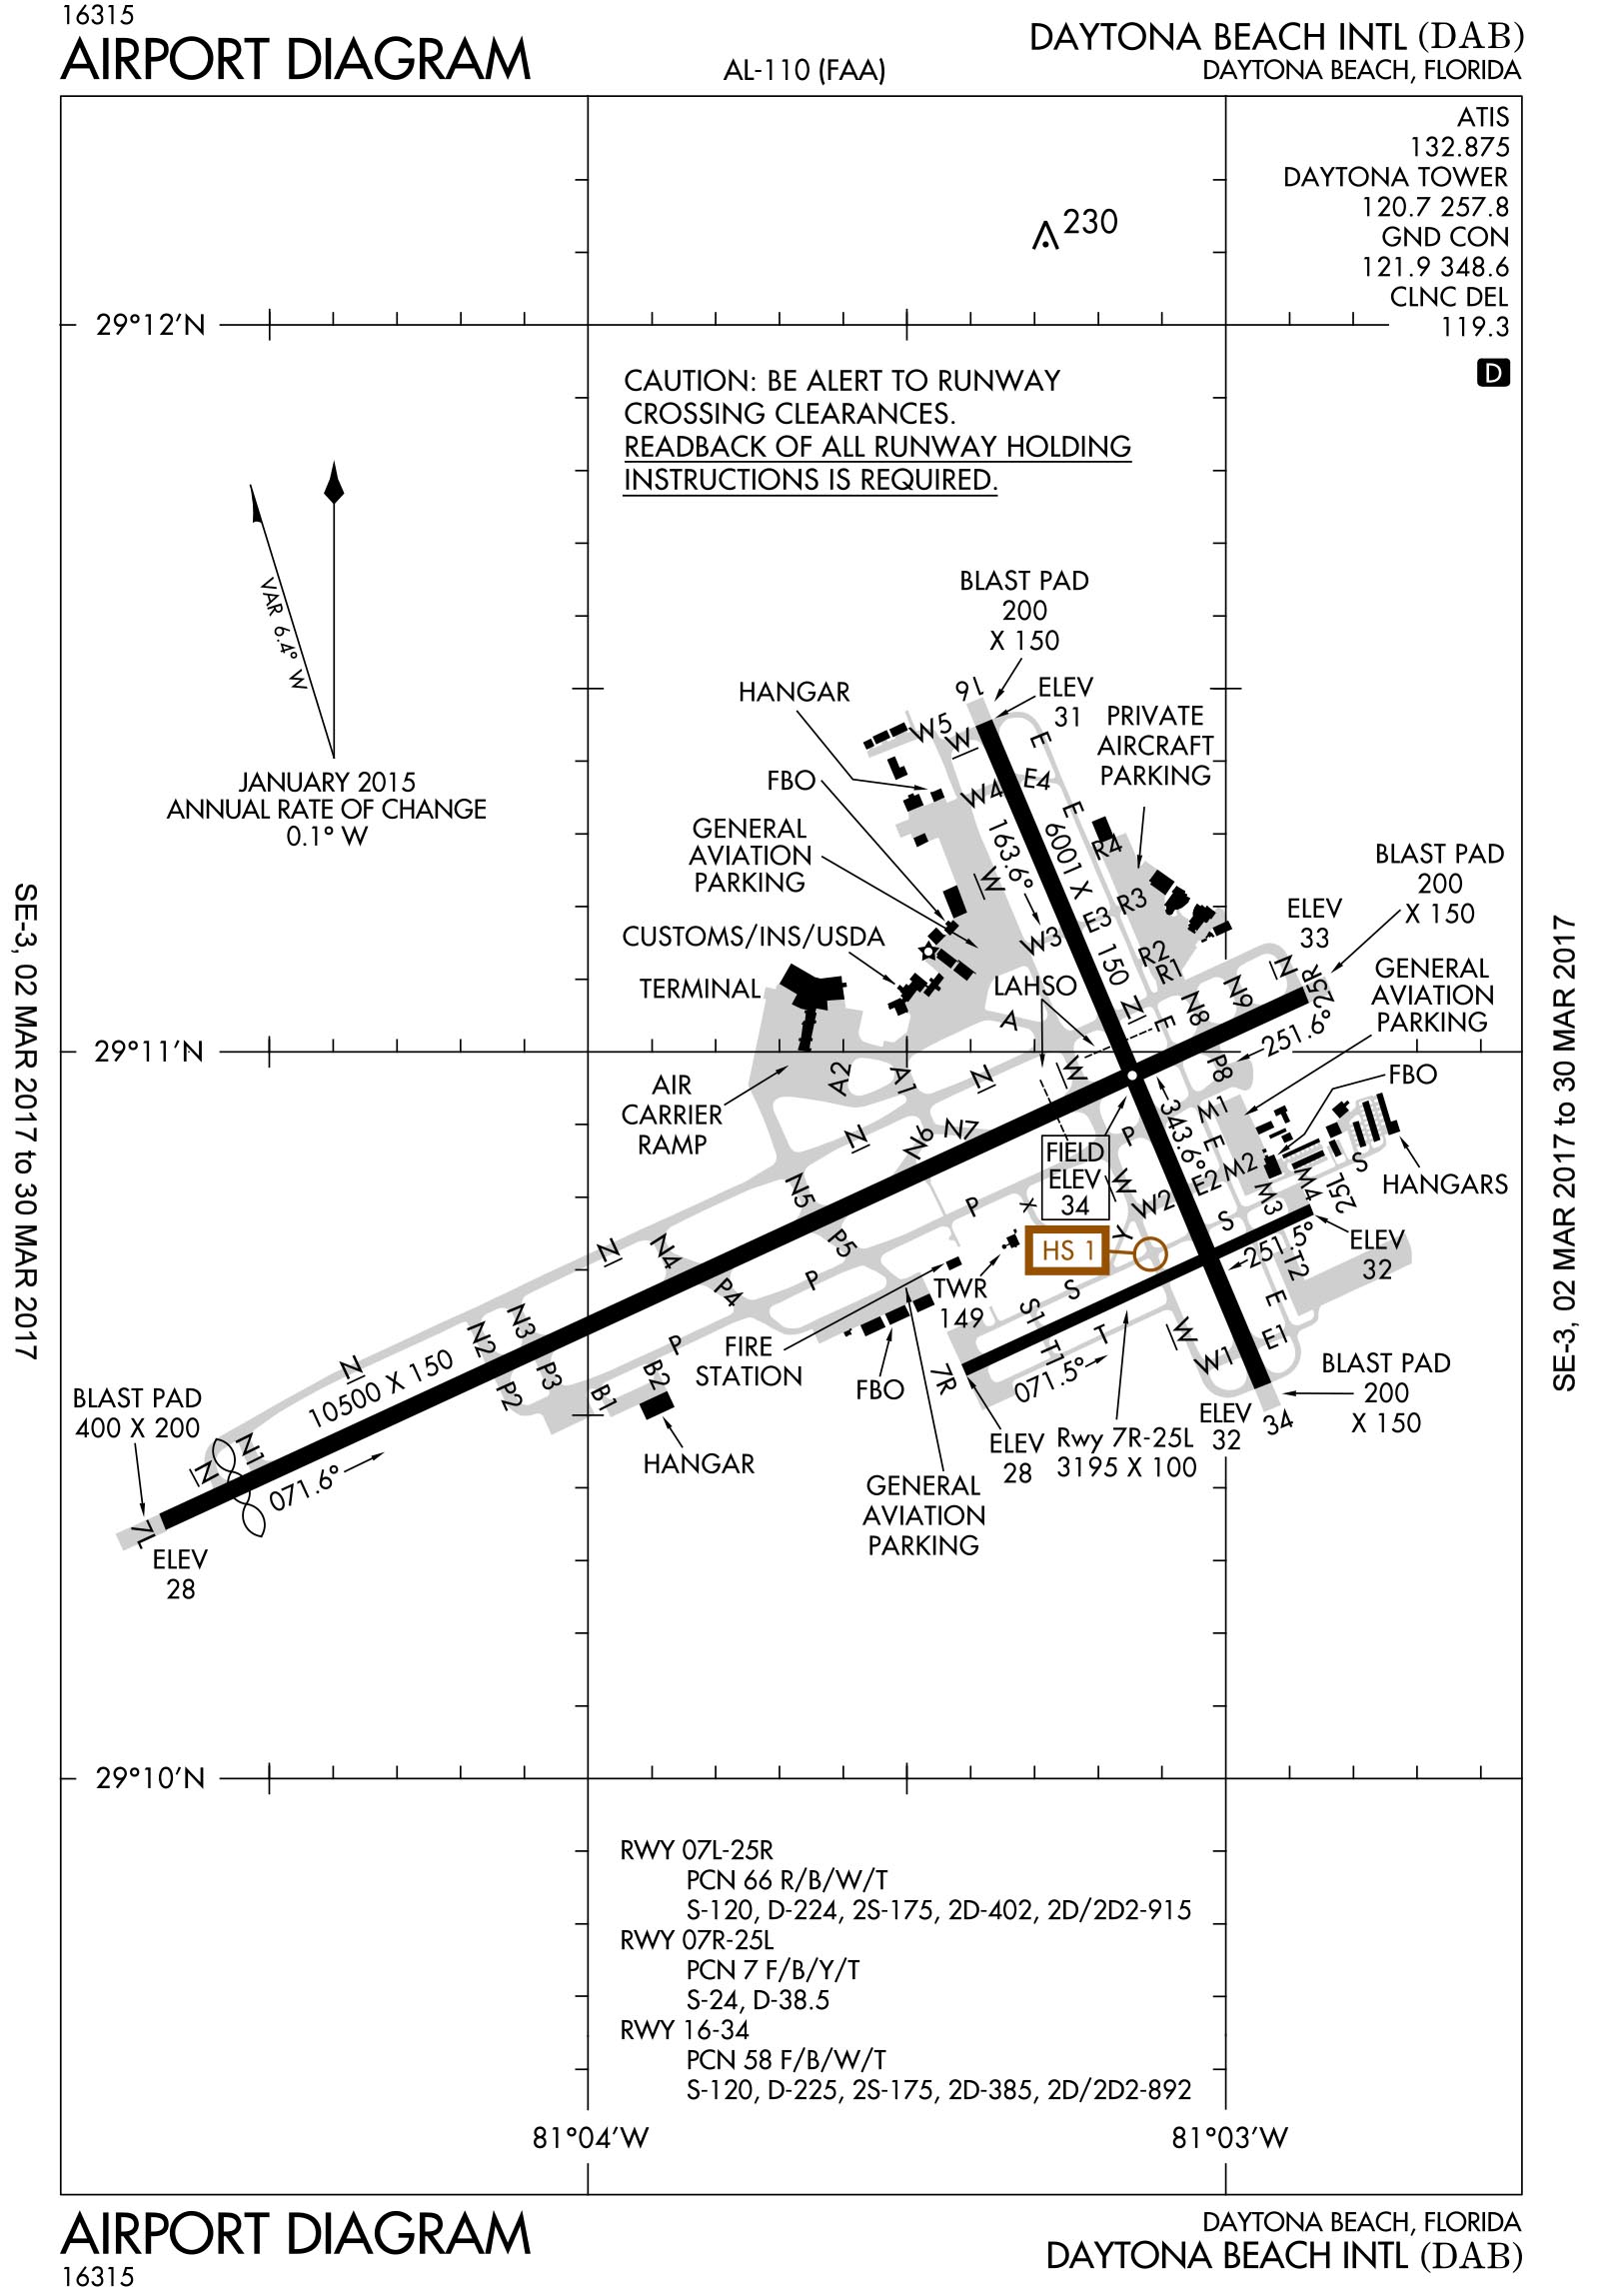 16315
AIRPORT DIAGRAM
AL-110 (FAA)
DAYTONA BEACH INTL (DAB)
DAYTONA BEACH, FLORIDA
ATIS
132.875
DAYTONA TOWER
120.7 257.8
GND CON
121.9 348.6
CLNC DEL
119.3
D
230
29°12'N
CAUTION: BE ALERT TO RUNWAY
CROSSING CLEARANCES.
READBACK OF ALL RUNWAY HOLDING
INSTRUCTIONS IS REQUIRED.
VAR 6.4° W
JANUARY 2015
ANNUAL RATE OF CHANGE
0.1° W
SE-3, 02 MAR 2017 to 30 MAR 2017
SE-3, 02 MAR 2017 to 30 MAR 2017
BLAST PAD
200
X 150
16
ELEV
31
HANGAR
W5
W
E
PRIVATE
AIRCRAFT
PARKING
FBO
W4
E4
E
GENERAL
AVIATION
PARKING
163.6°
6001 X 150
R4
W
R3
E3
W3
R2
R1
BLAST PAD
200
X 150
ELEV
33
CUSTOMS/INS/USDA
TERMINAL
LAHSO
A
N
E
N8
N9
N
25R
251.6°
GENERAL
AVIATION
PARKING
29°11'N
AIR
CARRIER
RAMP
A2
A1
N
W
P8
FBO
N
N6
N7
FIELD
ELEV
34
P
343.6°
M1
E
M2
E2
W
W2
M3
M4
S
25L
HANGARS
N5
P5
P
X
Y
HS 1
S
251.5°
T2
ELEV
32
N
N4
P4
P
TWR
149
S
S1
T1
T
E
W
W1
E1
N3
N2
P
FIRE
STATION
FBO
7R
071.5°
N
10500 X 150
P3
P2
B1
B2
HANGAR
BLAST PAD
400 X 200
N
N1
071.6°
7L
ELEV
28
GENERAL
AVIATION
PARKING
ELEV
28
Rwy 7R-25L
3195 X 100
ELEV
32
34
BLAST PAD
200
X 150
29°10'N
RWY 07L-25R
PCN 66 R/B/W/T
S-120, D-224, 2S-175, 2D-402, 2D/2D2-915
RWY 07R-25L
PCN 7 F/B/Y/T
S-24, D-38.5
RWY 16-34
PCN 58 F/B/W/T
S-120, D-225, 2S-175, 2D-385, 2D/2D2-892
81°04'W
81°03'W
AIRPORT DIAGRAM
16315
DAYTONA BEACH, FLORIDA
DAYTONA BEACH INTL (DAB)